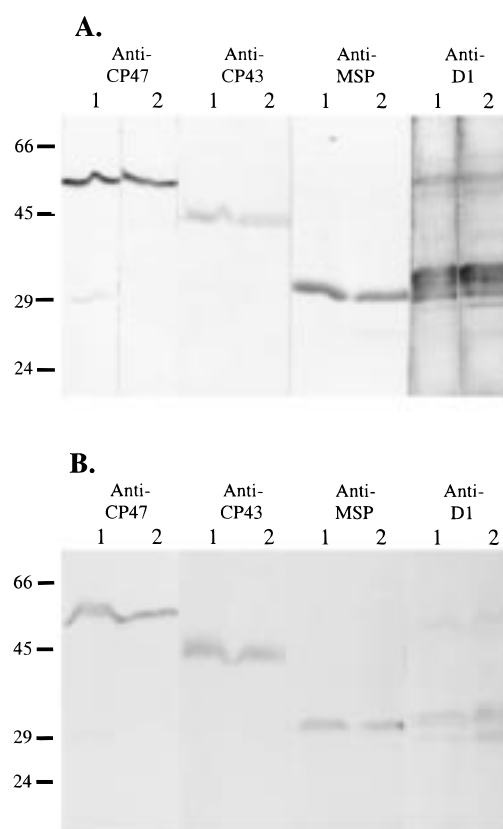 A.
Anti- Anti- Anti- Anti-
CP47 CP43 MSP D1
1 2 1 2 1 2 1 2
66
45
29
24
B.
Anti- Anti- Anti- Anti-
CP47 CP43 MSP D1
1 2 1 2 1 2 1 2
66
45
29
24